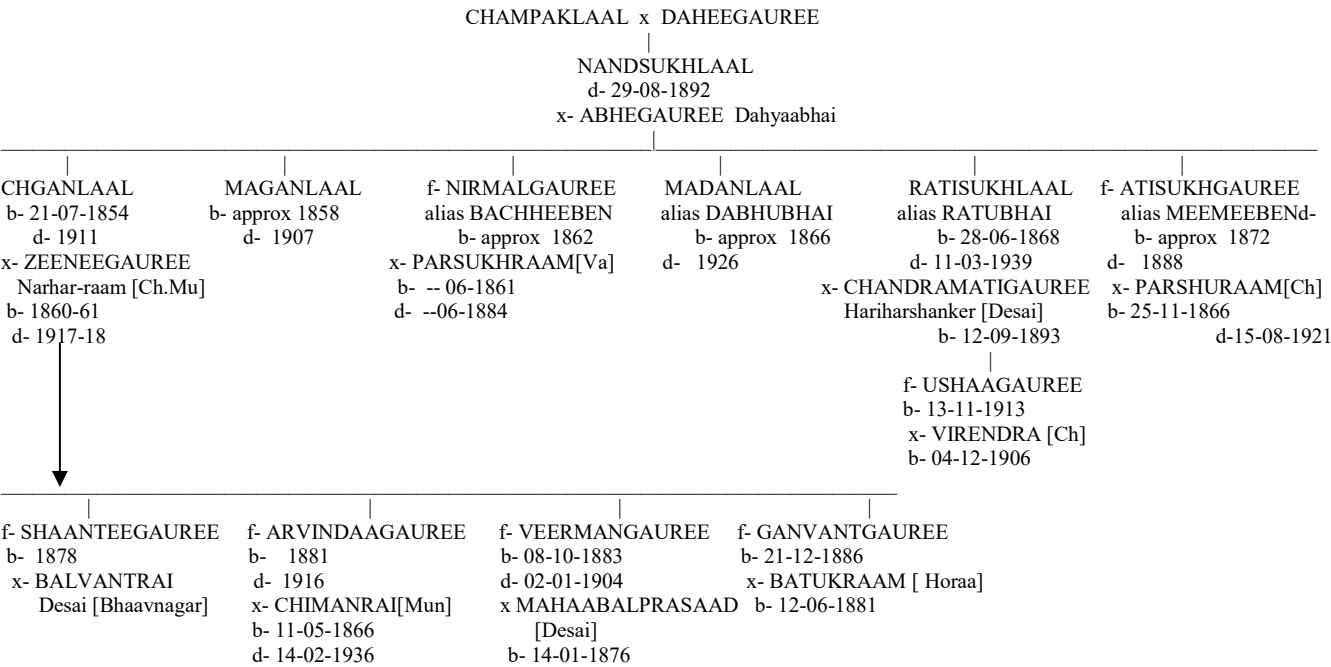 CHAMPAKLAAL x DAHEEGAUREE
NANDSUKHLAAL
d- 29-08-1892
x- ABHEGAUREE Dahyaabhai
CHGANLAAL MAGANLAAL f- NIRMALGAUREE MADANLAAL RATISUKHLAAL f- ATISUKHGAUREE
b- 21-07-1854 b- approx 1858 alias BACHHEEBEN alias DABHUBHAI alias RATUBHAI alias MEEMEEBENd-
d- 1911 d- 1907 b- approx 1862 b- approx 1866 b- 28-06-1868 b- approx 1872
x- ZEENEEGAUREE x- PARSUKHRAAM[Va] d- 1926 d- 11-03-1939 d- 1888
Narhar-raam [Ch.Mu] b- -- 06-1861 x- CHANDRAMATIGAUREE x- PARSHURAAM[Ch]
b- 1860-61 d- --06-1884 Hariharshanker [Desai] b- 25-11-1866
d- 1917-18 b- 12-09-1893 d-15-08-1921
f- USHAAGAUREE
b- 13-11-1913
x- VIRENDRA [Ch]
b- 04-12-1906
f- SHAANTEEGAUREE f- ARVINDAAGAUREE f- VEERMANGAUREE f- GANVANTGAUREE
b- 1878 b- 1881 b- 08-10-1883 b- 21-12-1886
x- BALVANTRAI d- 1916 d- 02-01-1904 x- BATUKRAAM [ Horaa]
Desai [Bhaavnagar] x- CHIMANRAI[Mun] x MAHAABALPRASAAD b- 12-06-1881
b- 11-05-1866 [Desai]
d- 14-02-1936 b- 14-01-1876